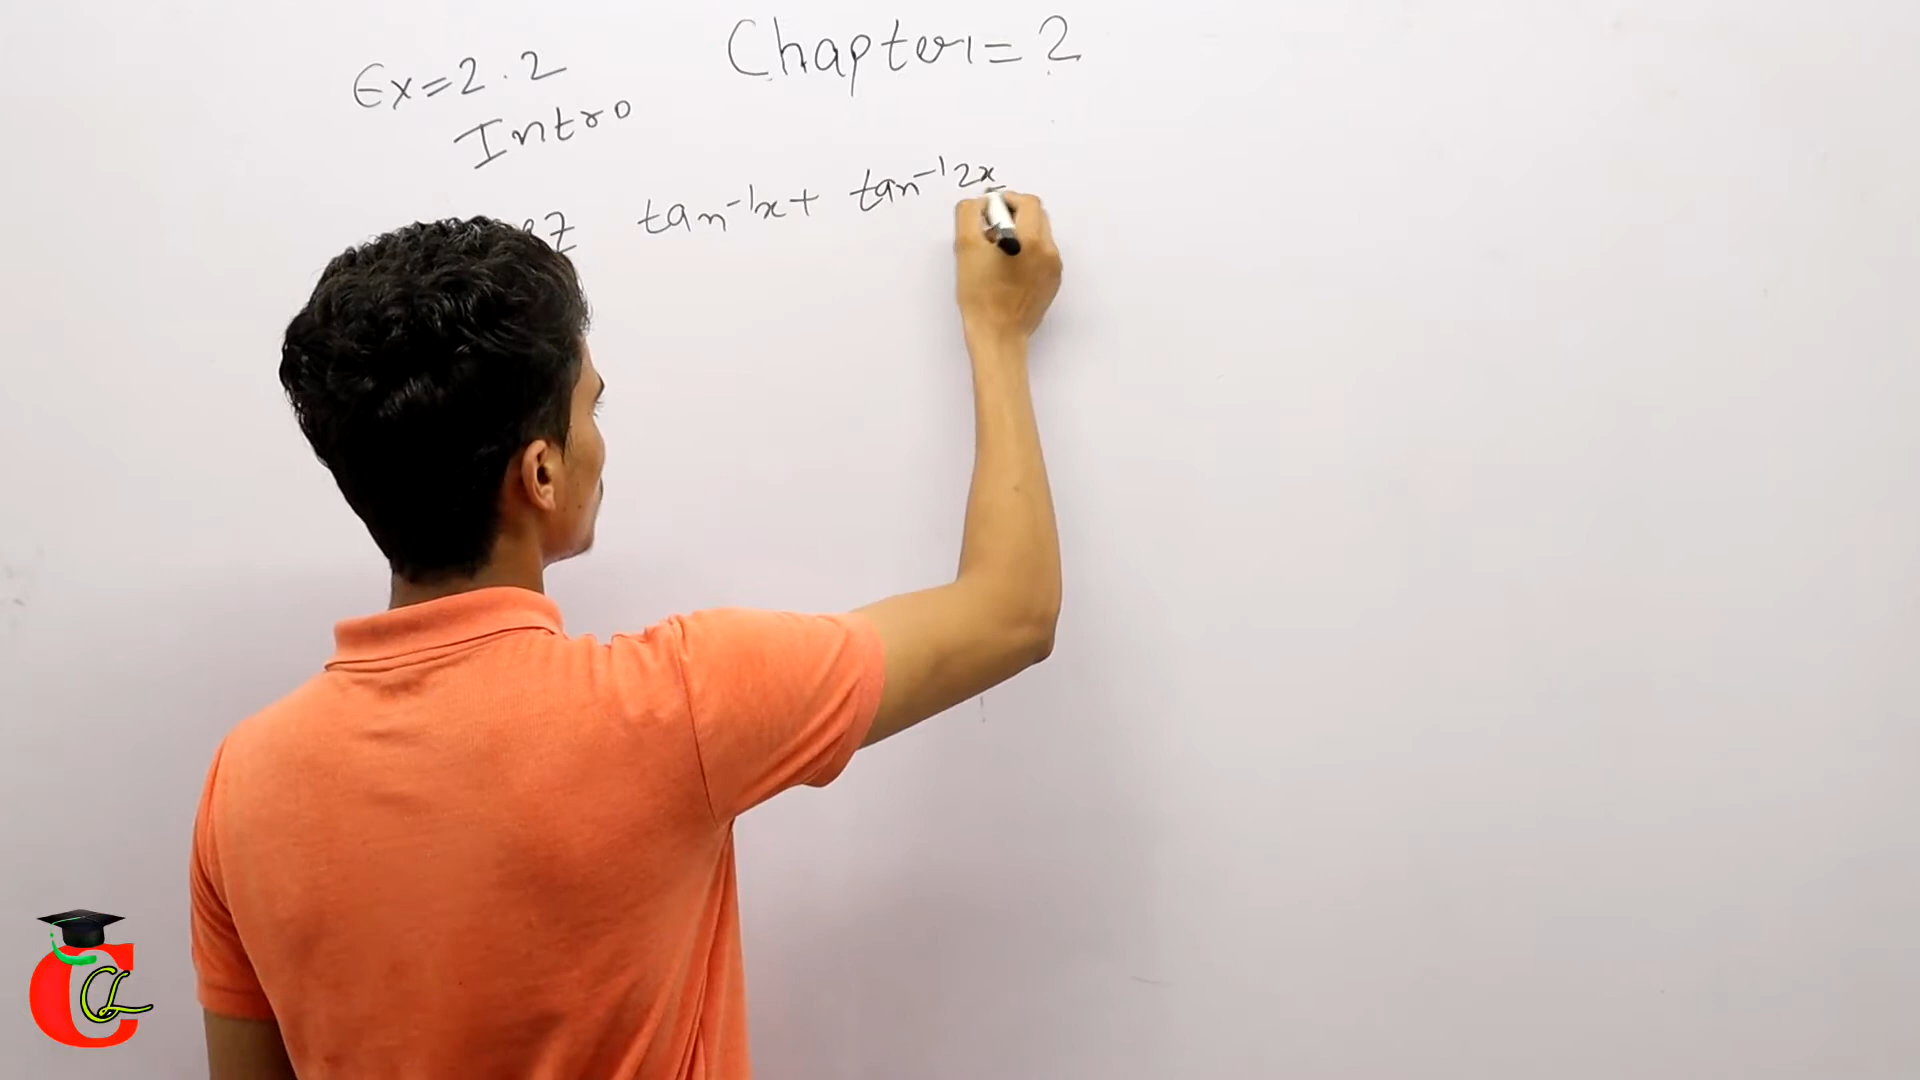 Chapter = 2
Ex = 2.2
Intro
tan⁻¹x + tan⁻¹2x